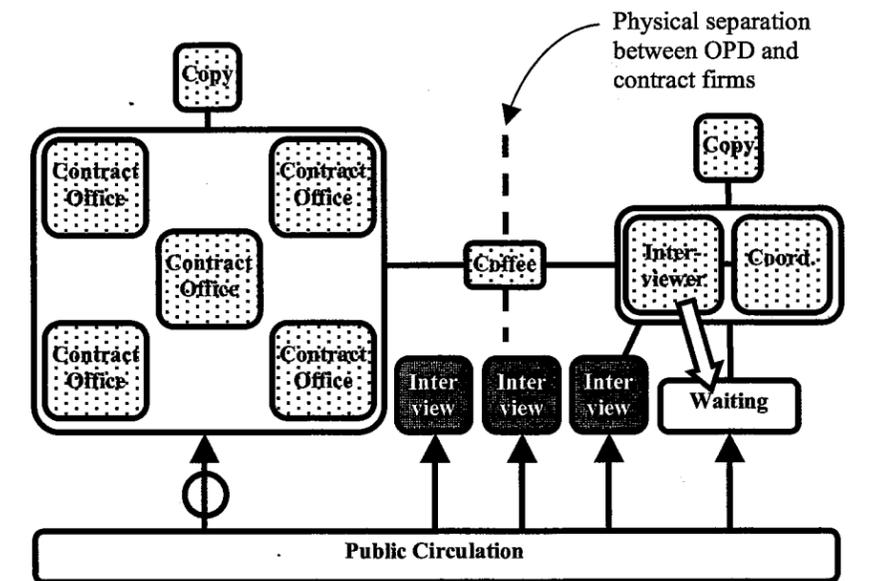 Physical separation
between OPD and
contract firms
Copy
Copy
Contract
Office
Contract
Office
Contract
Office
Contract
Office
Contract
Office
Coffee
Inter-
viewer
Coord.
Inter
view
Inter
view
Inter
view
Waiting
Public Circulation